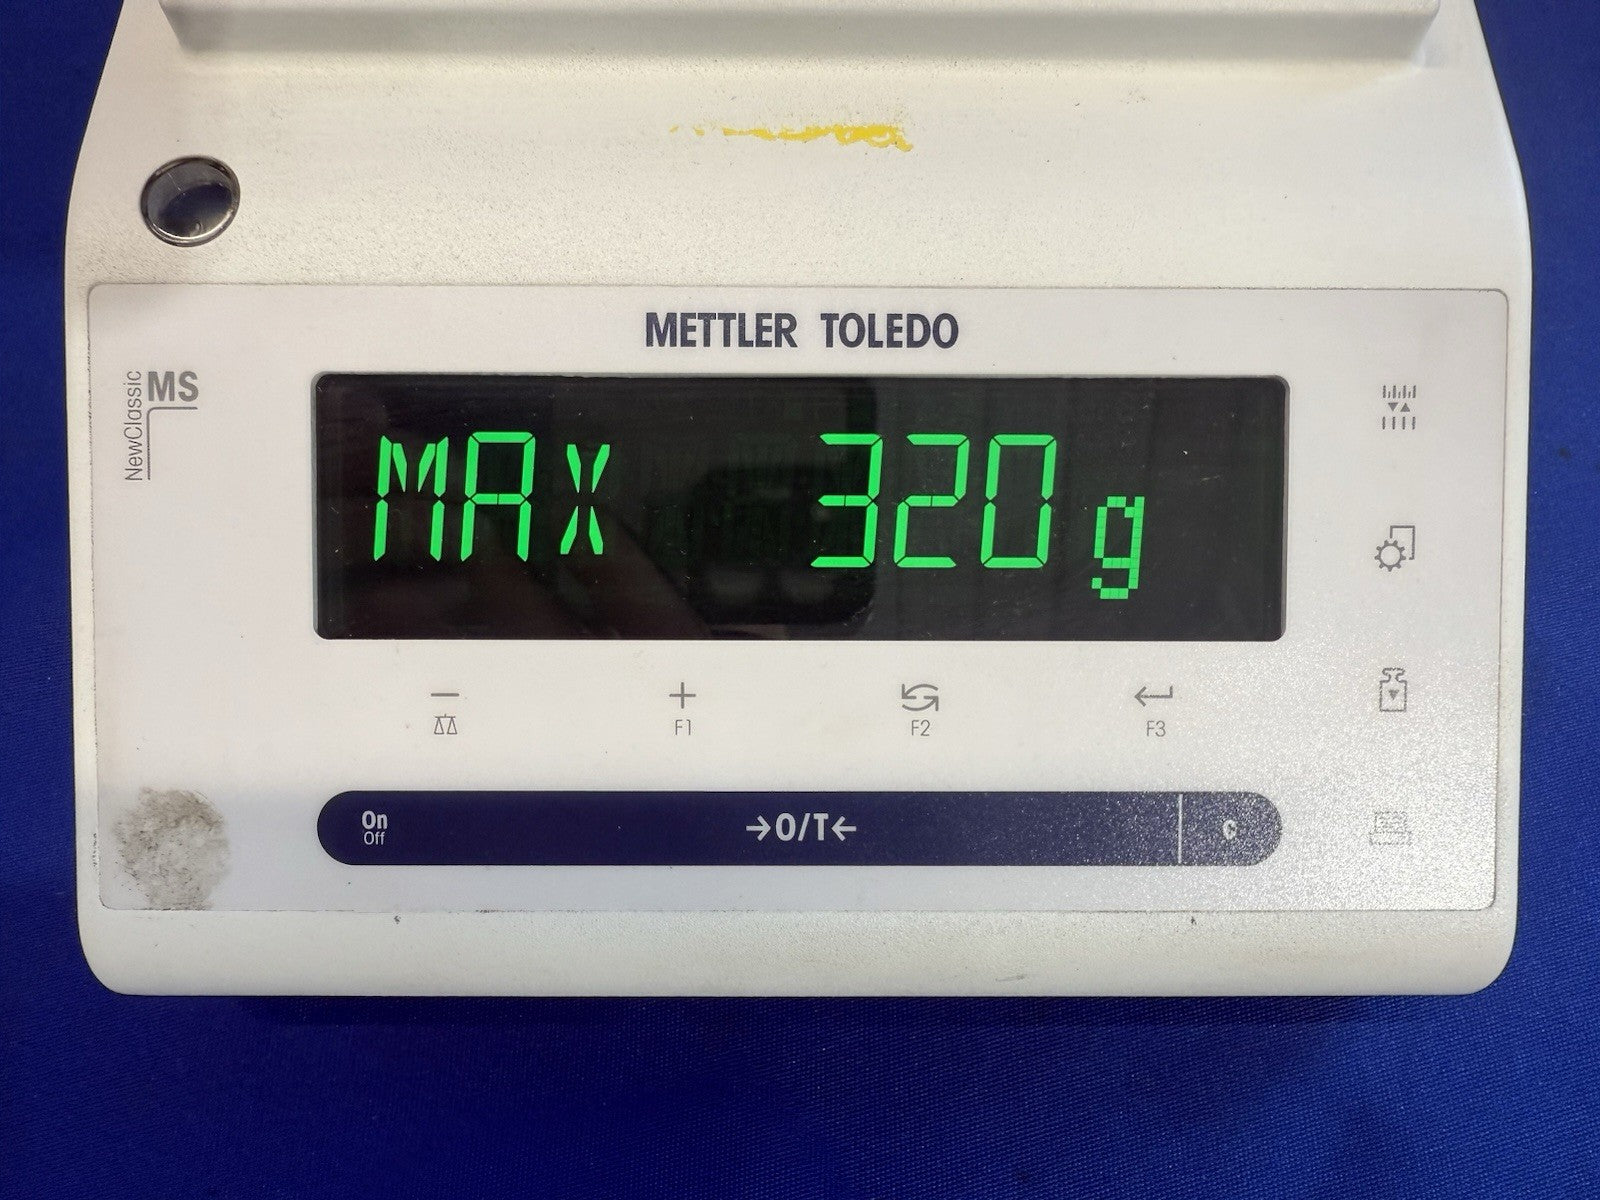 METTLER TOLEDO
NewClassic
MS
MAX 320 g
F1
F2
F3
On
Off
→0/T←
C